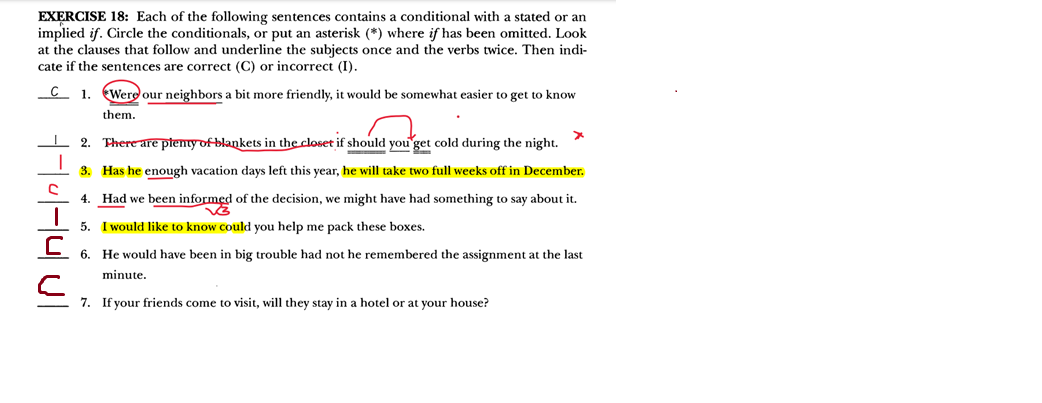 EXERCISE 18: Each of the following sentences contains a conditional with a stated or an
implied if. Circle the conditionals, or put an asterisk (*) where if has been omitted. Look
at the clauses that follow and underline the subjects once and the verbs twice. Then indi-
cate if the sentences are correct (C) or incorrect (I).
C 1. *Were our neighbors a bit more friendly, it would be somewhat easier to get to know
them.
I 2. There are plenty of blankets in the closet if should you get cold during the night. x
I 3. Has he enough vacation days left this year, he will take two full weeks off in December.
C 4. Had we been informed of the decision, we might have had something to say about it.
V3
I 5. I would like to know could you help me pack these boxes.
C 6. He would have been in big trouble had not he remembered the assignment at the last
minute.
C 7. If your friends come to visit, will they stay in a hotel or at your house?